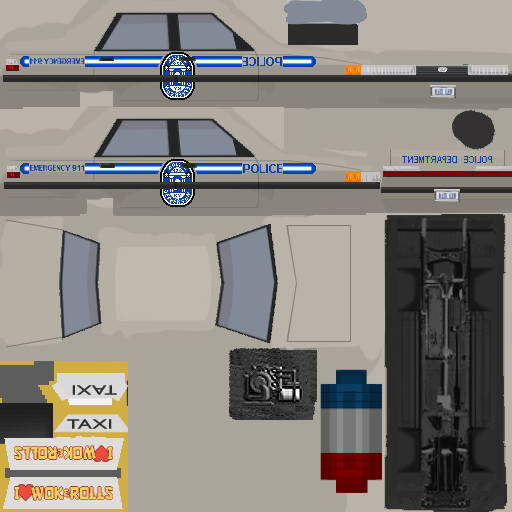 EMERGENCY 911 POLICE
EMERGENCY 911 POLICE
POLICE DEPARTMENT
TAXI
TAXI
I❤WOK&ROLLS
I❤WOK&ROLLS